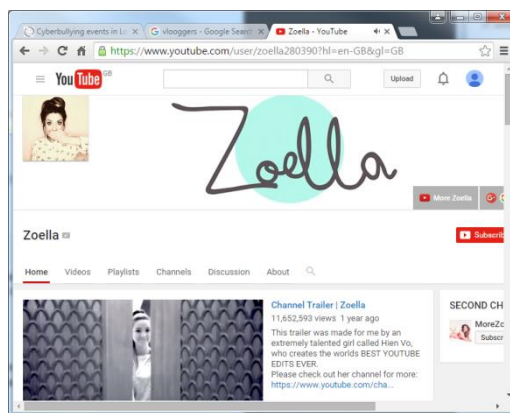 Cyberbullying events in Lo
vlooggers - Google Search
Zoella - YouTube
https://www.youtube.com/user/zoella280390?hl=en-GB&gl=GB
YouTube GB
Upload
Zoella
More Zoella
Zoella
Subscrib
Home Videos Playlists Channels Discussion About
Channel Trailer | Zoella
11,652,593 views 1 year ago
This trailer was made for me by an
extremely talented girl called Hien Vo,
who creates the worlds BEST YOUTUBE
EDITS EVER.
Please check out her channel for more:
https://www.youtube.com/cha...
SECOND CH
MoreZo
Subscr